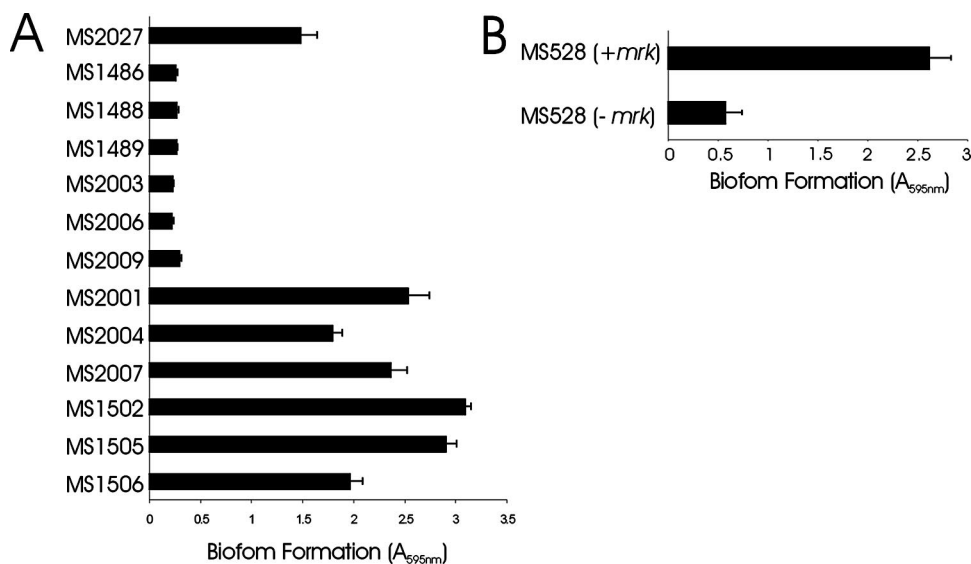 A
MS2027
MS1486
MS1488
MS1489
MS2003
MS2006
MS2009
MS2001
MS2004
MS2007
MS1502
MS1505
MS1506
0 0.5 1 1.5 2 2.5 3 3.5
Biofom Formation (A595nm)
B
MS528 (+mrk)
MS528 (- mrk)
0 0.5 1 1.5 2 2.5 3
Biofom Formation (A595nm)